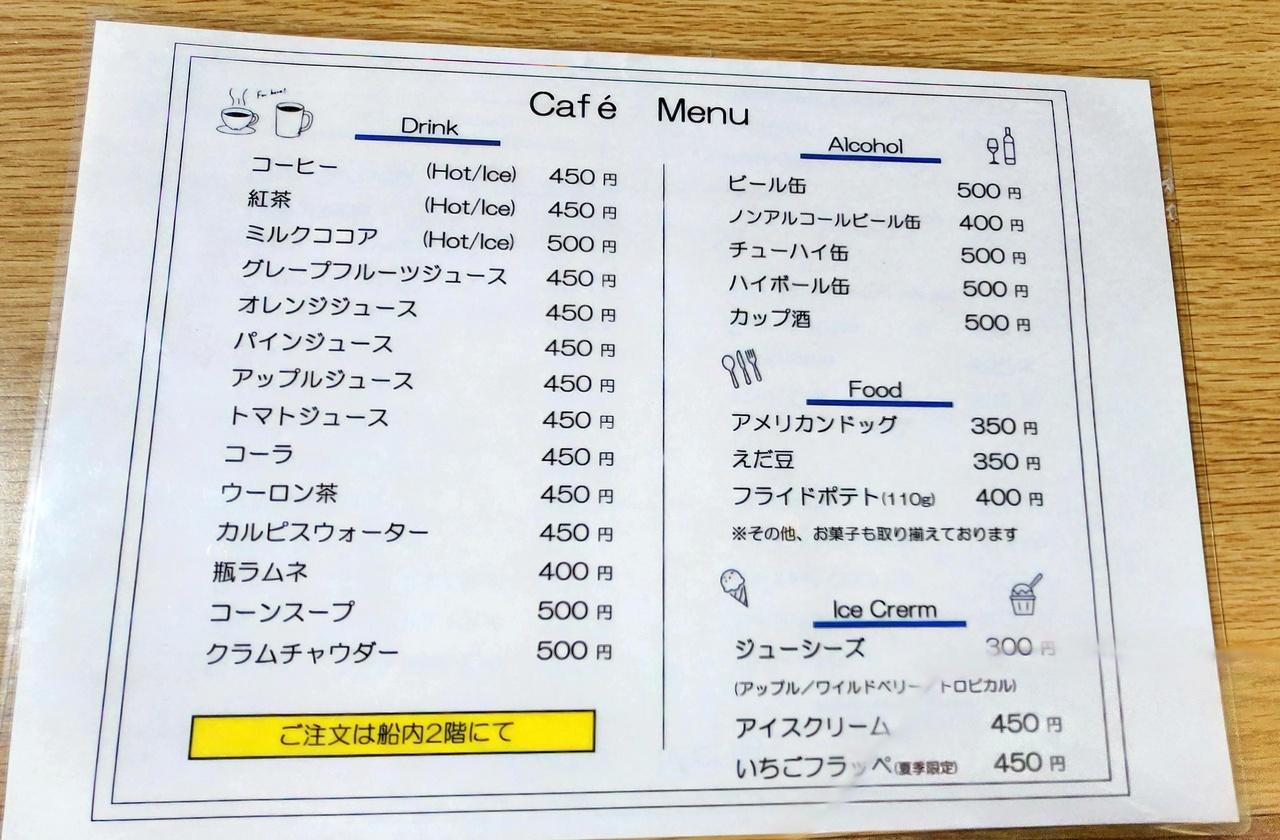 Café Menu
For here!
Drink
コーヒー (Hot/Ice) 450 円
紅茶 (Hot/Ice) 450 円
ミルクココア (Hot/Ice) 500 円
グレープフルーツジュース 450 円
オレンジジュース 450 円
パインジュース 450 円
アップルジュース 450 円
トマトジュース 450 円
コーラ 450 円
ウーロン茶 450 円
カルピスウォーター 450 円
瓶ラムネ 400 円
コーンスープ 500 円
クラムチャウダー 500 円
ご注文は船内2階にて
Alcohol
ビール缶 500 円
ノンアルコールビール缶 400 円
チューハイ缶 500 円
ハイボール缶 500 円
カップ酒 500 円
Food
アメリカンドッグ 350 円
えだ豆 350 円
フライドポテト(110g) 400 円
※その他、お菓子も取り揃えております
Ice Crerm
ジューシーズ 300 円
(アップル/ワイルドベリー/トロピカル)
アイスクリーム 450 円
いちごフラッペ(夏季限定) 450 円